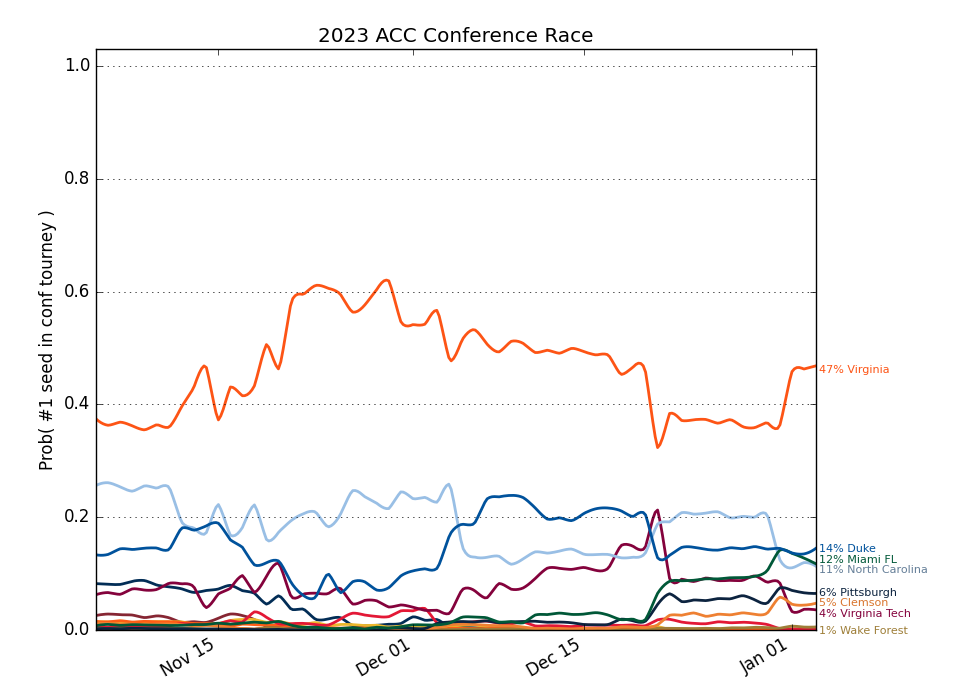 2023 ACC Conference Race
Prob( #1 seed in conf tourney )
1.0
0.8
0.6
0.4
0.2
0.0
47% Virginia
14% Duke
12% Miami FL
11% North Carolina
6% Pittsburgh
5% Clemson
4% Virginia Tech
1% Wake Forest
Nov 15
Dec 01
Dec 15
Jan 01